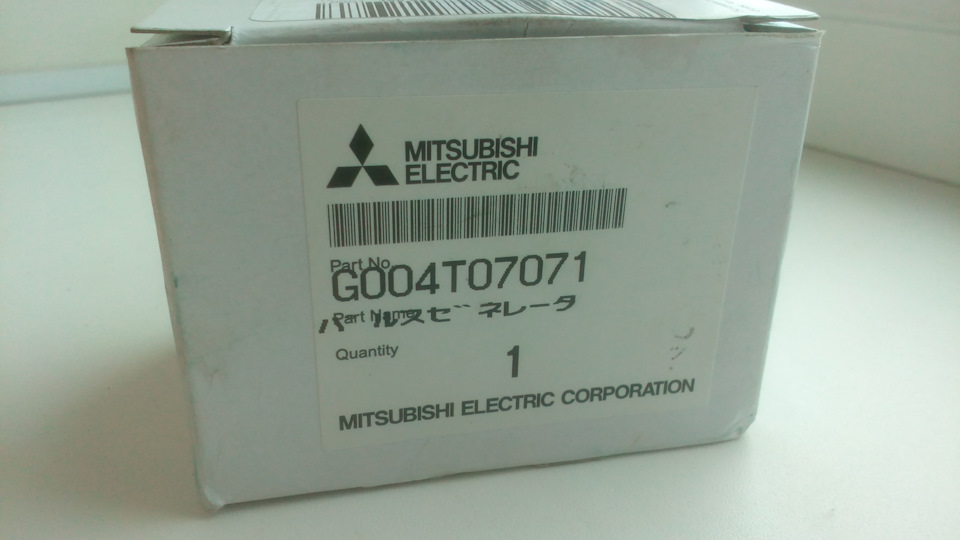 MITSUBISHI
ELECTRIC
Part No.
G004T07071
Part Name
パルスゼネレータ
Quantity
1
MITSUBISHI ELECTRIC CORPORATION